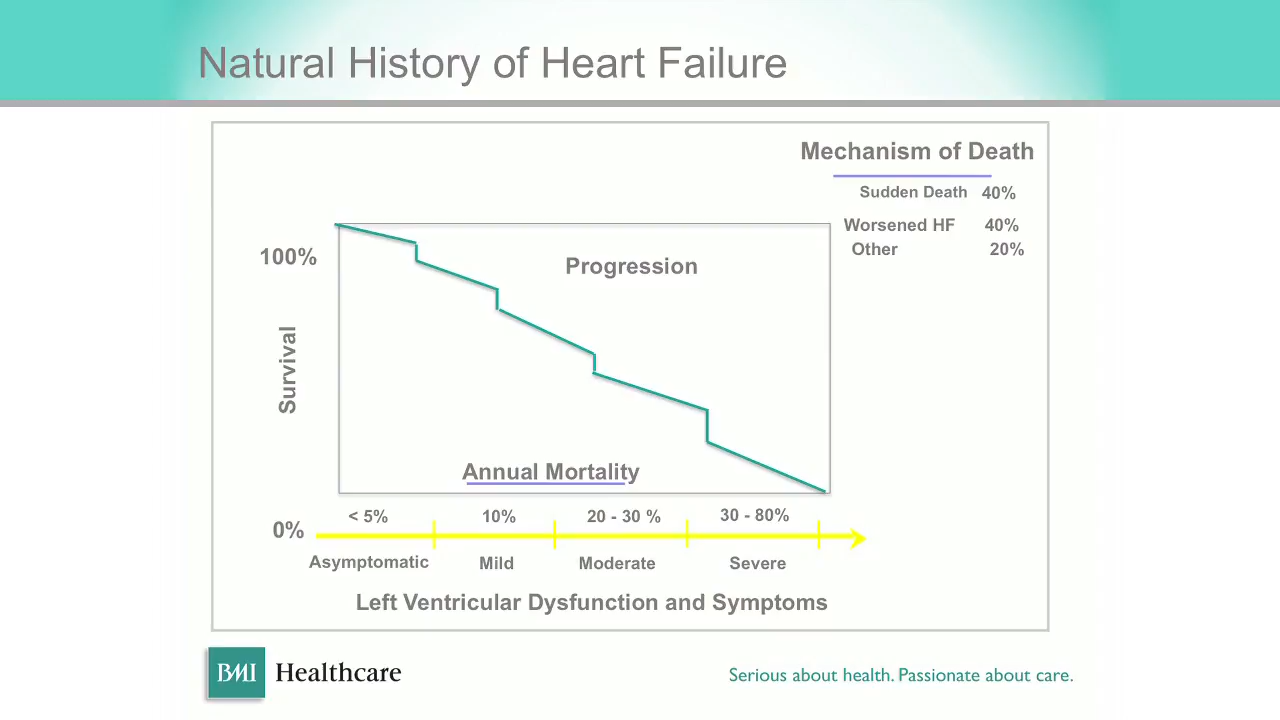 Natural History of Heart Failure
Mechanism of Death
Sudden Death 40%
Worsened HF 40%
Other 20%
100%
Progression
Survival
Annual Mortality
0%
< 5% 10% 20 - 30 % 30 - 80%
Asymptomatic Mild Moderate Severe
Left Ventricular Dysfunction and Symptoms
BMI Healthcare
Serious about health. Passionate about care.